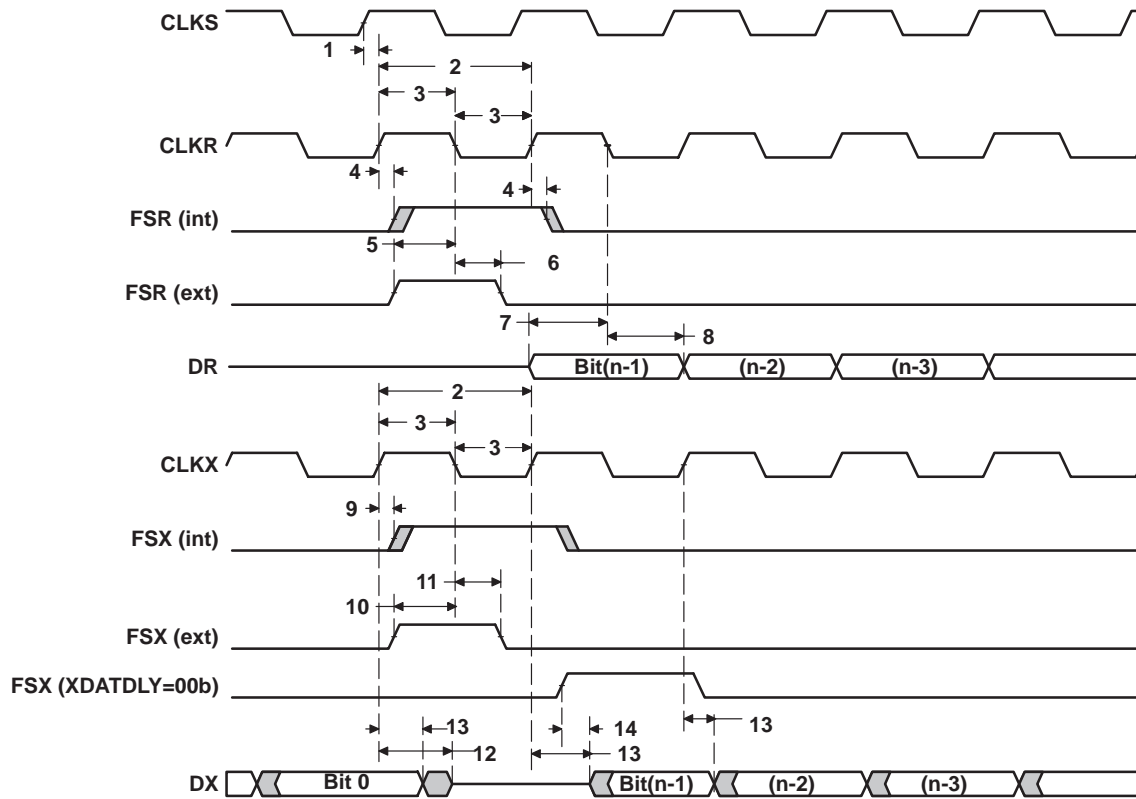 CLKS
1
2
3
3
CLKR
4
4
FSR (int)
5
6
FSR (ext)
7
8
DR Bit(n-1) (n-2) (n-3)
2
3
3
CLKX
9
FSX (int)
11
10
FSX (ext)
FSX (XDATDLY=00b)
13 14 13
12 13
DX Bit 0 Bit(n-1) (n-2) (n-3)